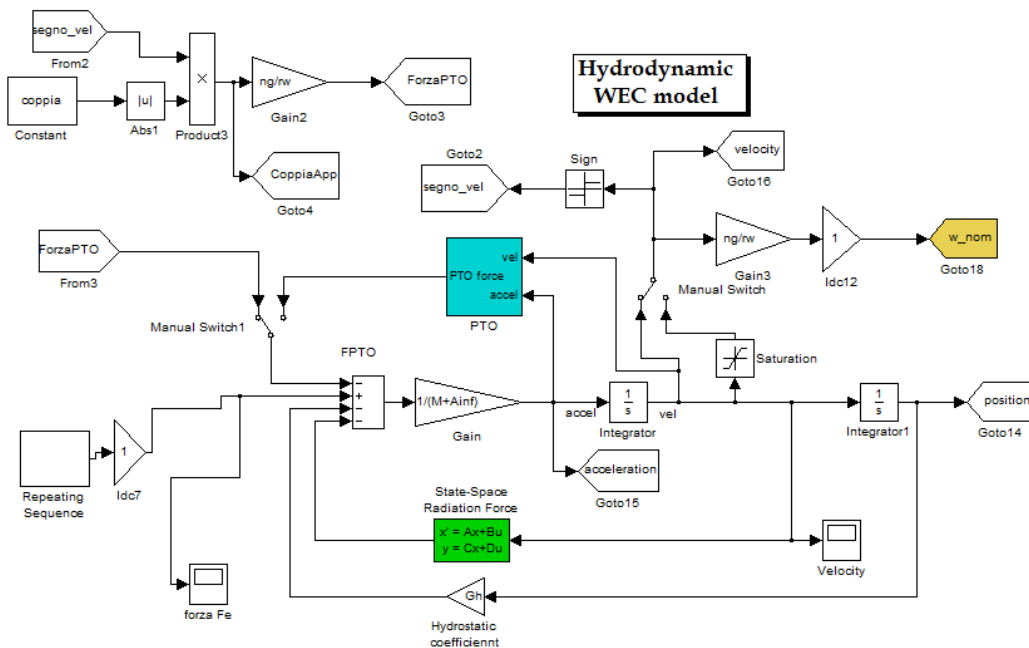 segno_vel
From2
coppia
Constant
|u|
Abs1
×
Product3
ng/rw
Gain2
ForzaPTO
Goto3
CoppiaApp
Goto4
Hydrodynamic
WEC model
Goto2
segno_vel
Sign
velocity
Goto16
ng/rw
Gain3
1
Idc12
w_nom
Goto18
Manual Switch
ForzaPTO
From3
Manual Switch1
vel
PTO force
accel
PTO
Saturation
FPTO
1/(M+Ainf)
Gain
accel
1
s
Integrator
vel
1
s
Integrator1
position
Goto14
acceleration
Goto15
Repeating
Sequence
1
Idc7
State-Space
Radiation Force
x' = Ax+Bu
y = Cx+Du
Velocity
forza Fe
Gh
Hydrostatic
coefficiennt